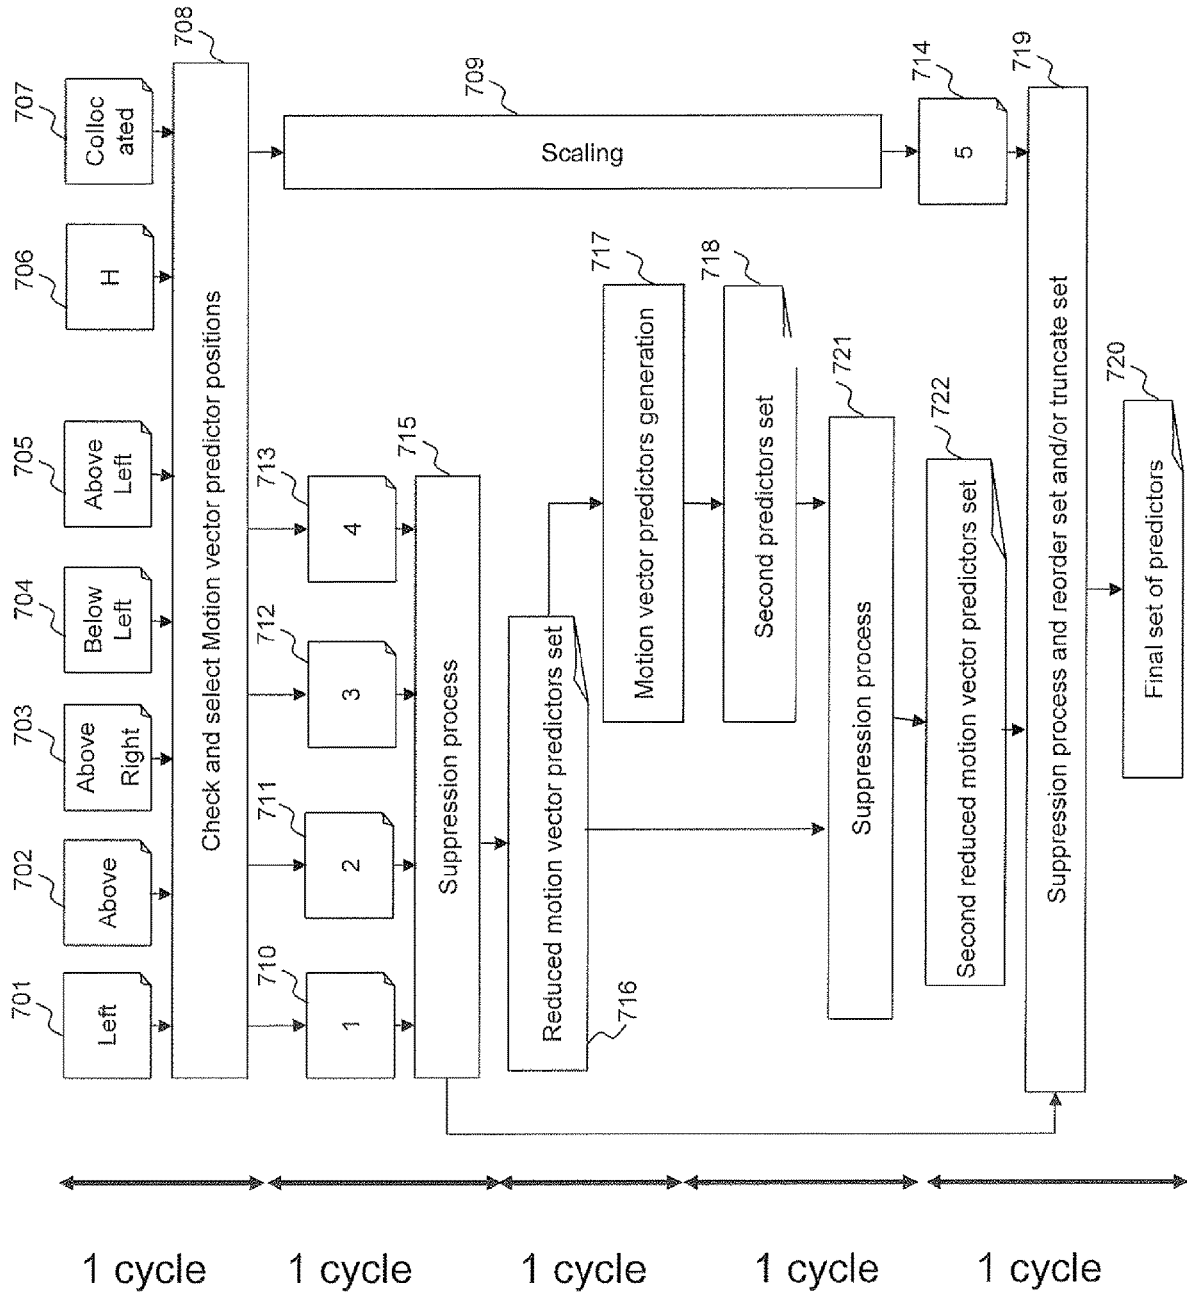 707
706
705
704
703
702
701
Colloc
ated
H
Above
Left
Below
Left
Above
Right
Above
Left
708
Check and select Motion vector predictor positions
709
Scaling
713
712
711
710
4
3
2
1
715
Suppression process
Reduced motion vector predictors set
716
717
Motion vector predictors generation
718
Second predictors set
721
Suppression process
714
5
722
Second reduced motion vector predictors set
719
Suppression process and reorder set and/or truncate set
720
Final set of predictors
1 cycle
1 cycle
1 cycle
1 cycle
1 cycle